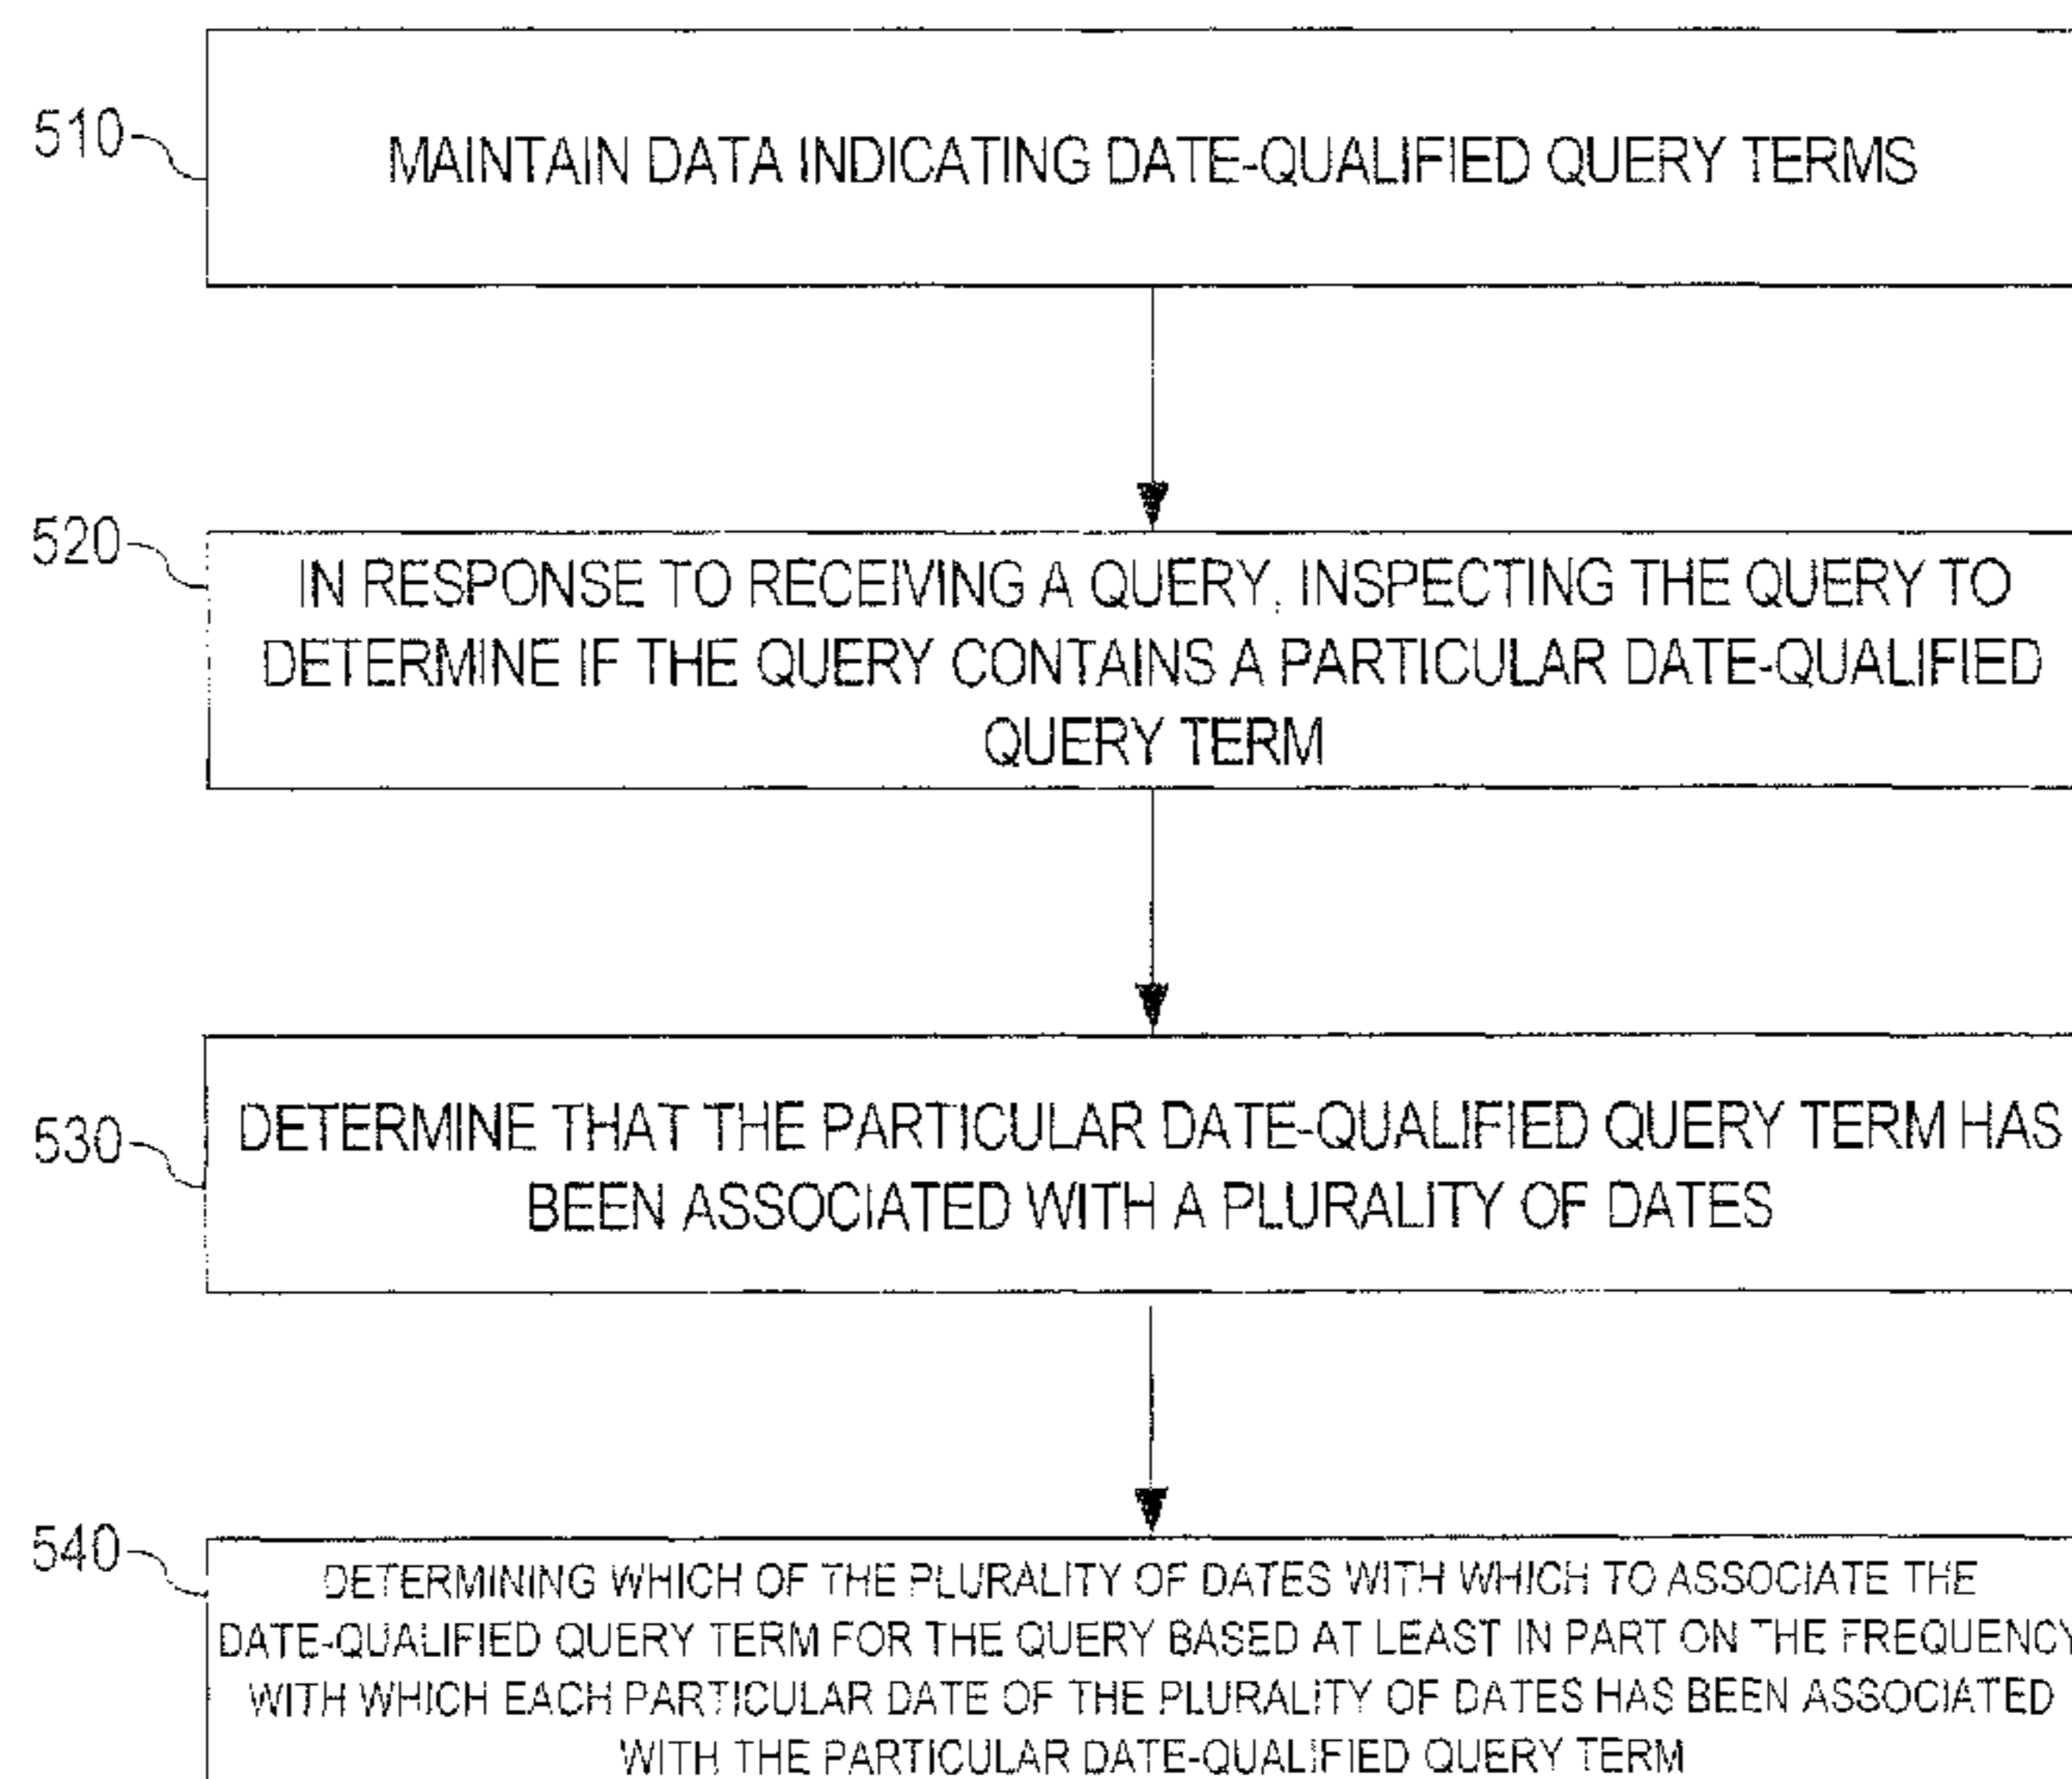 510
MAINTAIN DATA INDICATING DATE-QUALIFIED QUERY TERMS
520
IN RESPONSE TO RECEIVING A QUERY, INSPECTING THE QUERY TO
DETERMINE IF THE QUERY CONTAINS A PARTICULAR DATE-QUALIFIED
QUERY TERM
530
DETERMINE THAT THE PARTICULAR DATE-QUALIFIED QUERY TERM HAS
BEEN ASSOCIATED WITH A PLURALITY OF DATES
540
DETERMINING WHICH OF THE PLURALITY OF DATES WITH WHICH TO ASSOCIATE THE
DATE-QUALIFIED QUERY TERM FOR THE QUERY BASED AT LEAST IN PART ON THE FREQUENCY
WITH WHICH EACH PARTICULAR DATE OF THE PLURALITY OF DATES HAS BEEN ASSOCIATED
WITH THE PARTICULAR DATE-QUALIFIED QUERY TERM